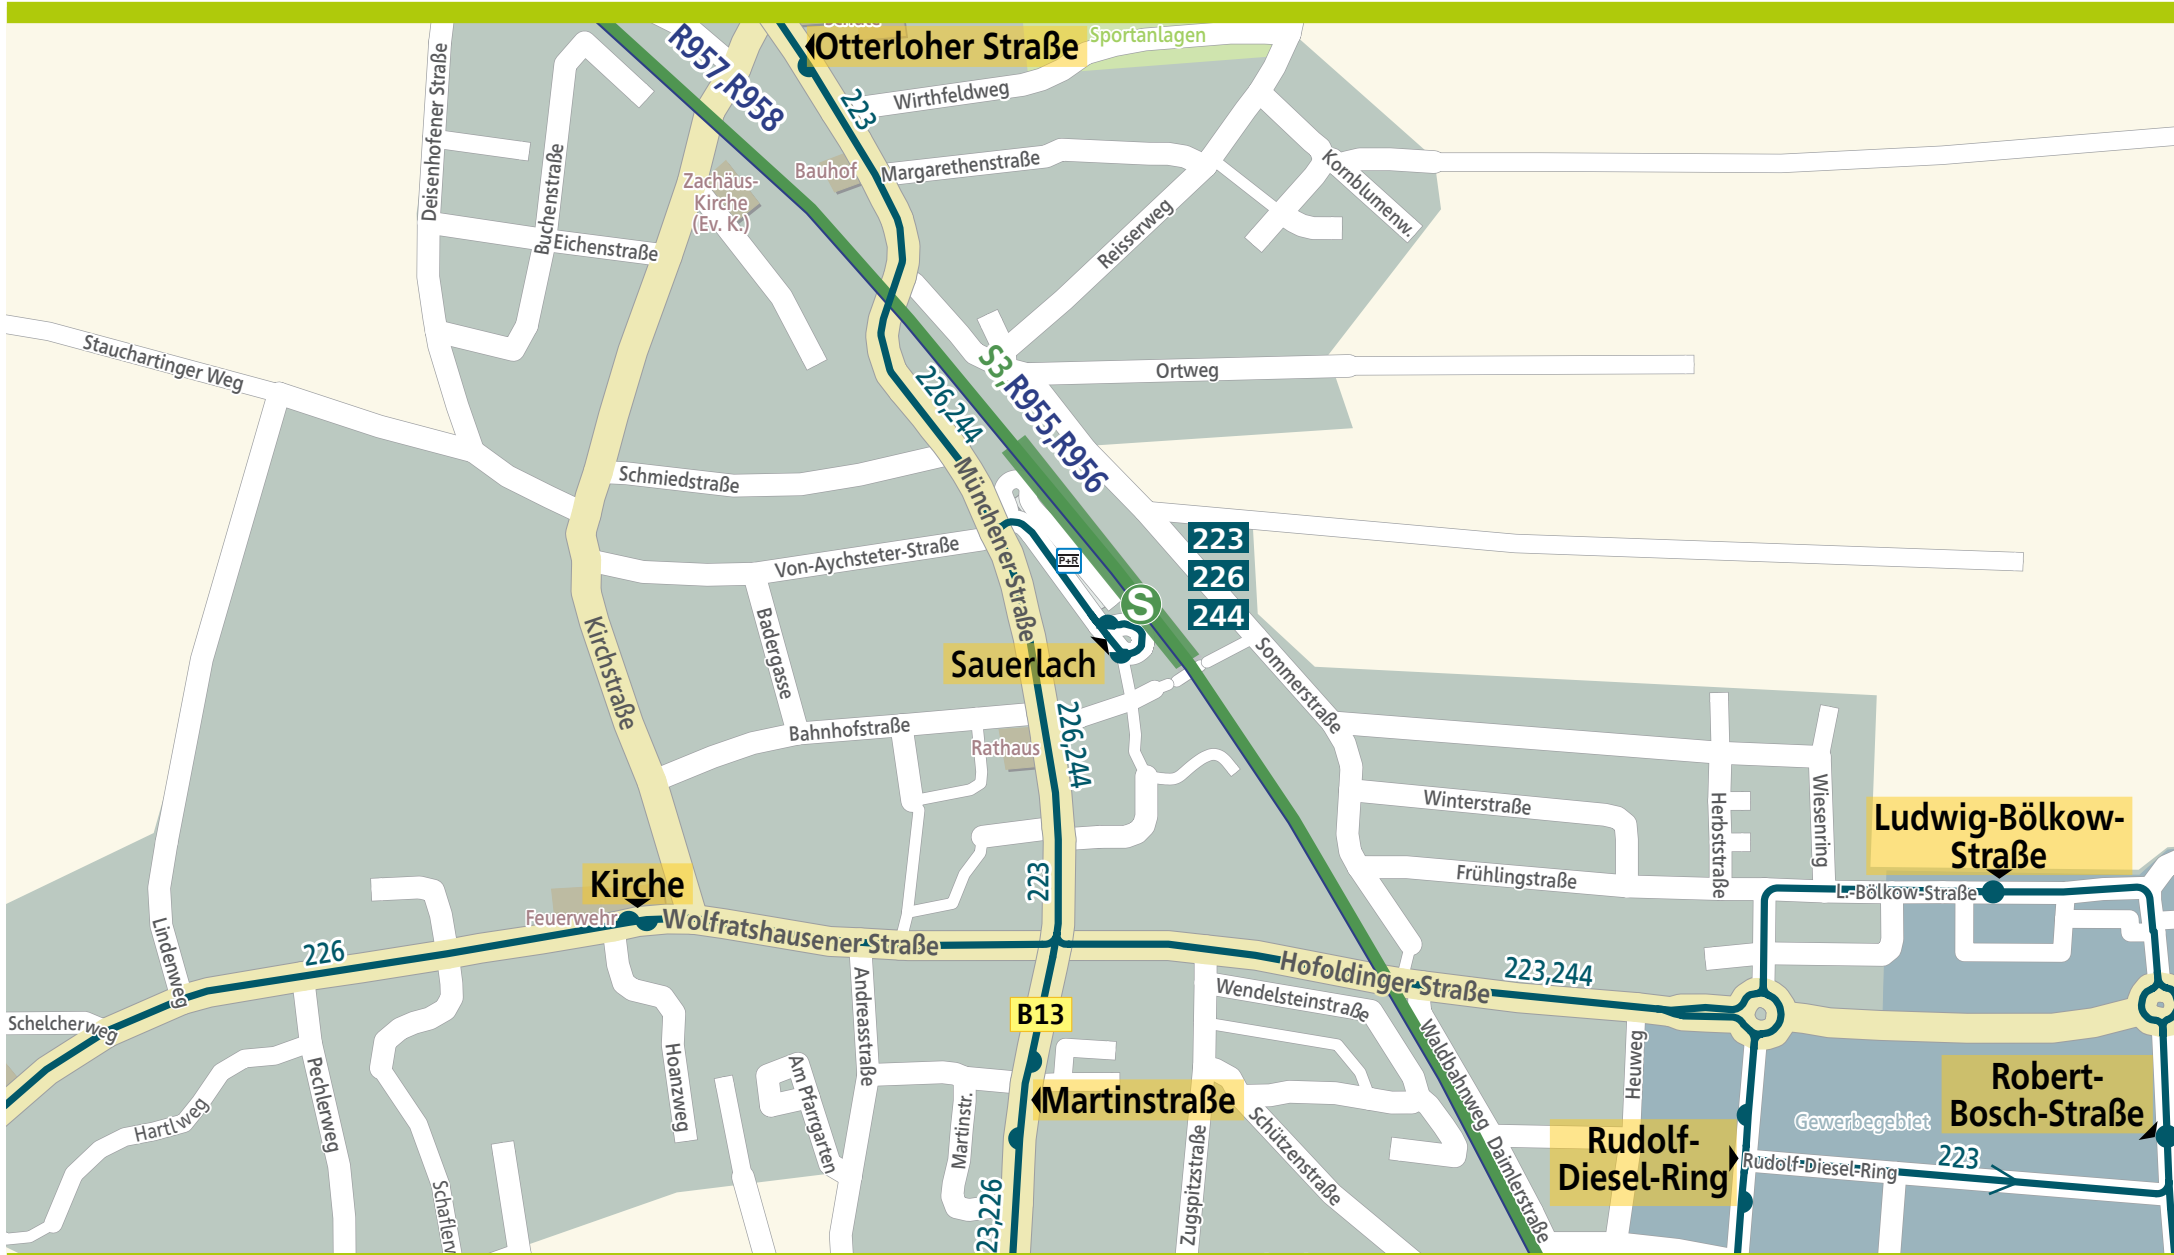 Otterloher Straße
Sportanlagen
R957,R958
223
Wirthfeldweg
Deisenhofener Straße
Buchenstraße
Eichenstraße
Zachäus-
Kirche
(Ev. K.)
Bauhof
Margarethenstraße
Kornblumenw.
Reisserweg
Stauchartinger Weg
S3,R955,R956
226,244
Ortweg
Schmiedstraße
Münchener Straße
Von-Aychsteter-Straße
P+R
S
223
226
244
Kirchstraße
Badergasse
Sauerlach
Sommerstraße
Bahnhofstraße
Rathaus
226,244
Winterstraße
Herbststraße
Wiesenring
Ludwig-Bölkow-
Straße
Frühlingstraße
L.-Bölkow-Straße
Kirche
Feuerwehr
Wolfratshausener Straße
223
226
Lindenweg
Hofoldinger Straße
223,244
Wendelsteinstraße
B13
Schelcherweg
Pechlerweg
Hartlweg
Hoanzweg
Andreasstraße
Am Pfarrgarten
Martinstr.
Martinstraße
Waldbahnweg
Heuweg
Schützenstraße
Zugspitzstraße
Daimlerstraße
Robert-
Bosch-Straße
Gewerbegebiet
Rudolf-
Diesel-Ring
Rudolf-Diesel-Ring
223
23,226